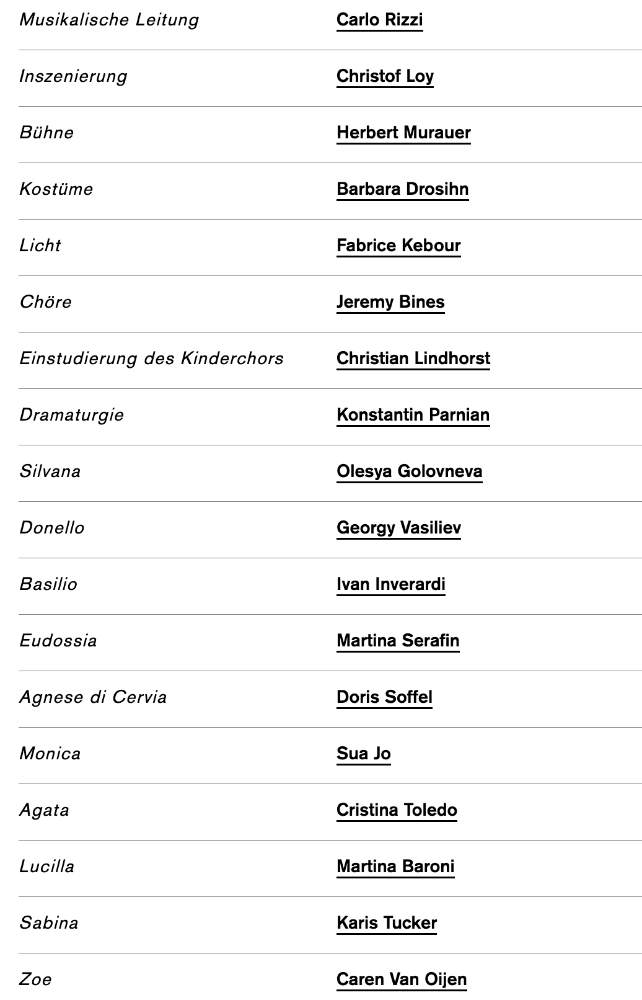 Musikalische Leitung Carlo Rizzi
Inszenierung Christof Loy
Bühne Herbert Murauer
Kostüme Barbara Drosihn
Licht Fabrice Kebour
Chöre Jeremy Bines
Einstudierung des Kinderchors Christian Lindhorst
Dramaturgie Konstantin Parnian
Silvana Olesya Golovneva
Donello Georgy Vasiliev
Basilio Ivan Inverardi
Eudossia Martina Serafin
Agnese di Cervia Doris Soffel
Monica Sua Jo
Agata Cristina Toledo
Lucilla Martina Baroni
Sabina Karis Tucker
Zoe Caren Van Oijen